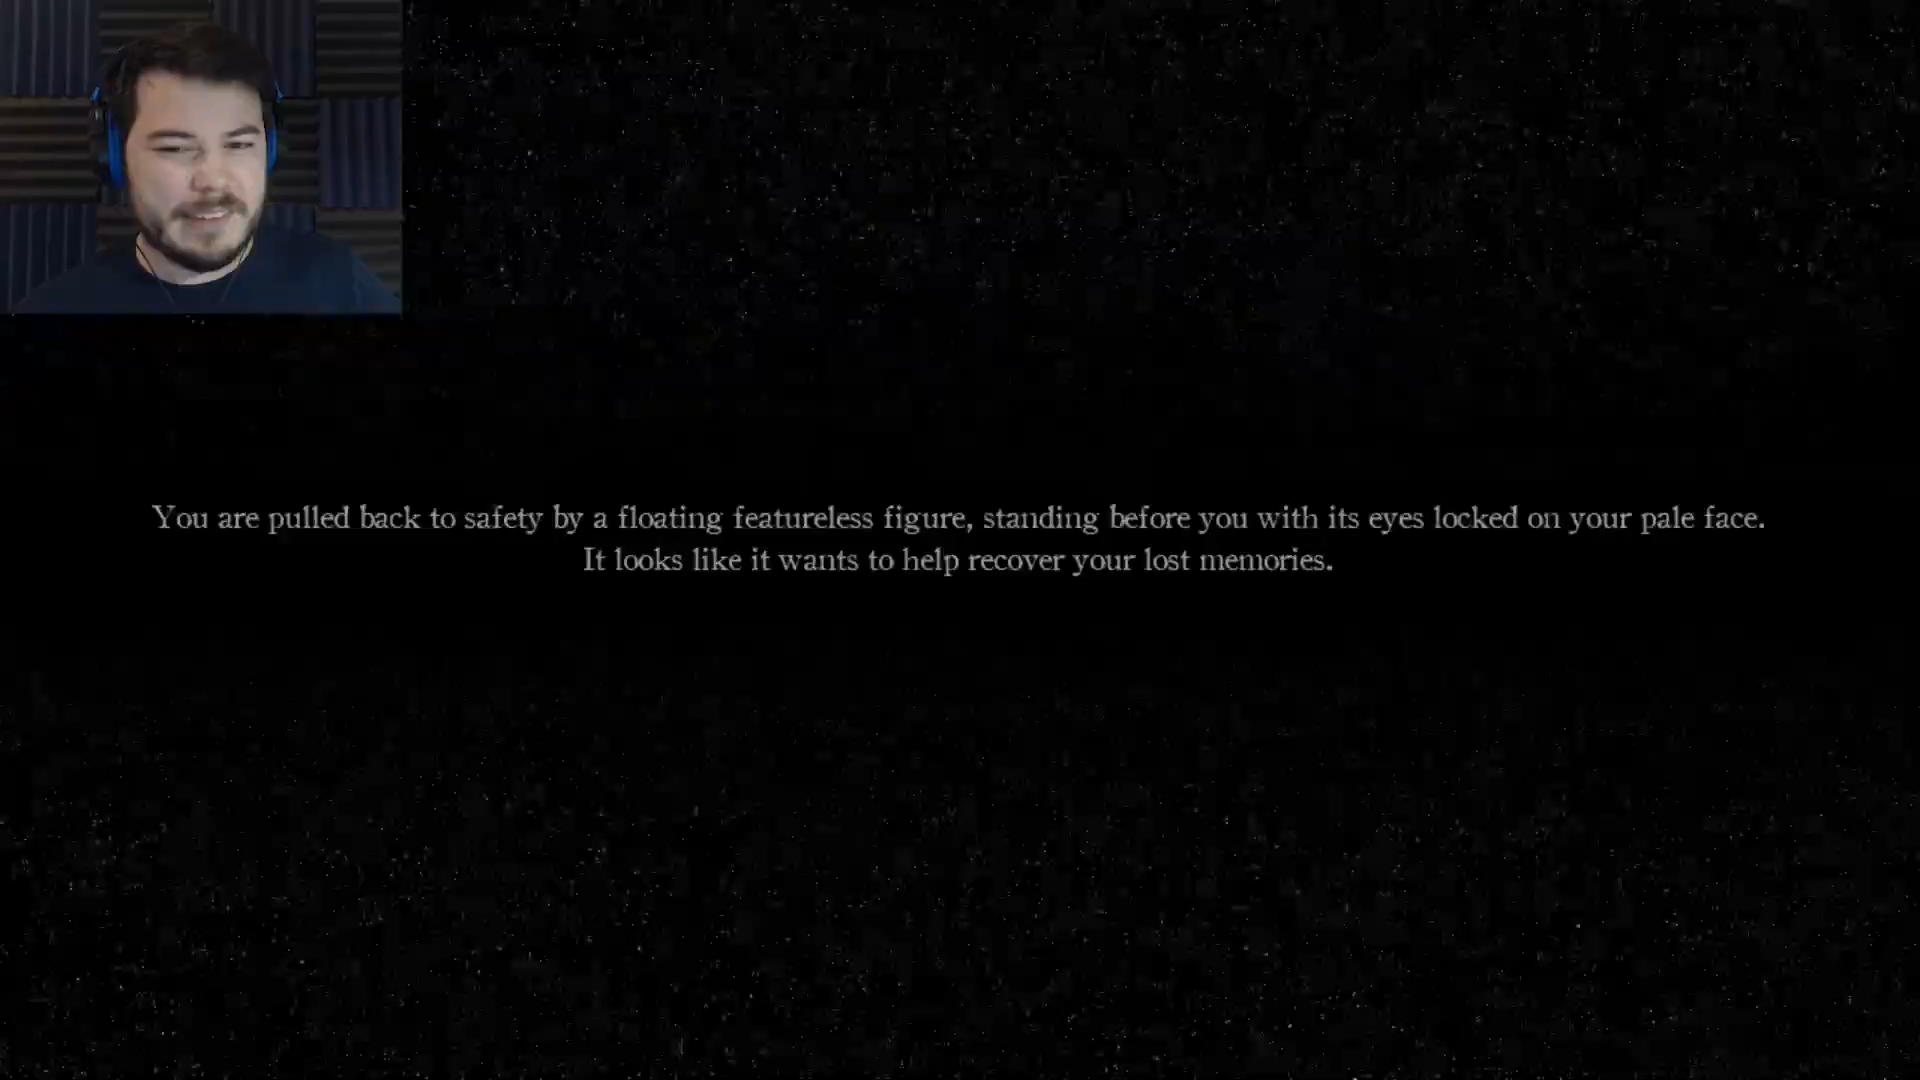 You are pulled back to safety by a floating featureless figure, standing before you with its eyes locked on your pale face.
It looks like it wants to help recover your lost memories.